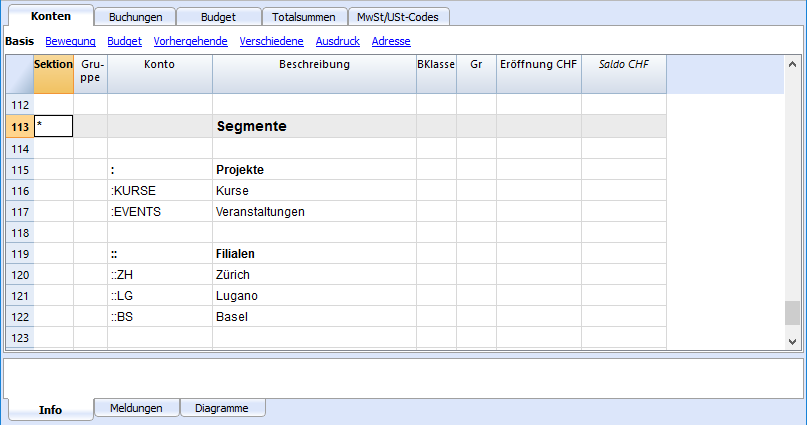 Konten Buchungen Budget Totalsummen MwSt/USt-Codes
Basis Bewegung Budget Vorhergehende Verschiedene Ausdruck Adresse
Sektion Gru-
ppe Konto Beschreibung BKlasse Gr Eröffnung CHF Saldo CHF
112
113 * Segmente
114
115 : Projekte
116 :KURSE Kurse
117 :EVENTS Veranstaltungen
118
119 :: Filialen
120 ::ZH Zürich
121 ::LG Lugano
122 ::BS Basel
123
Info Meldungen Diagramme